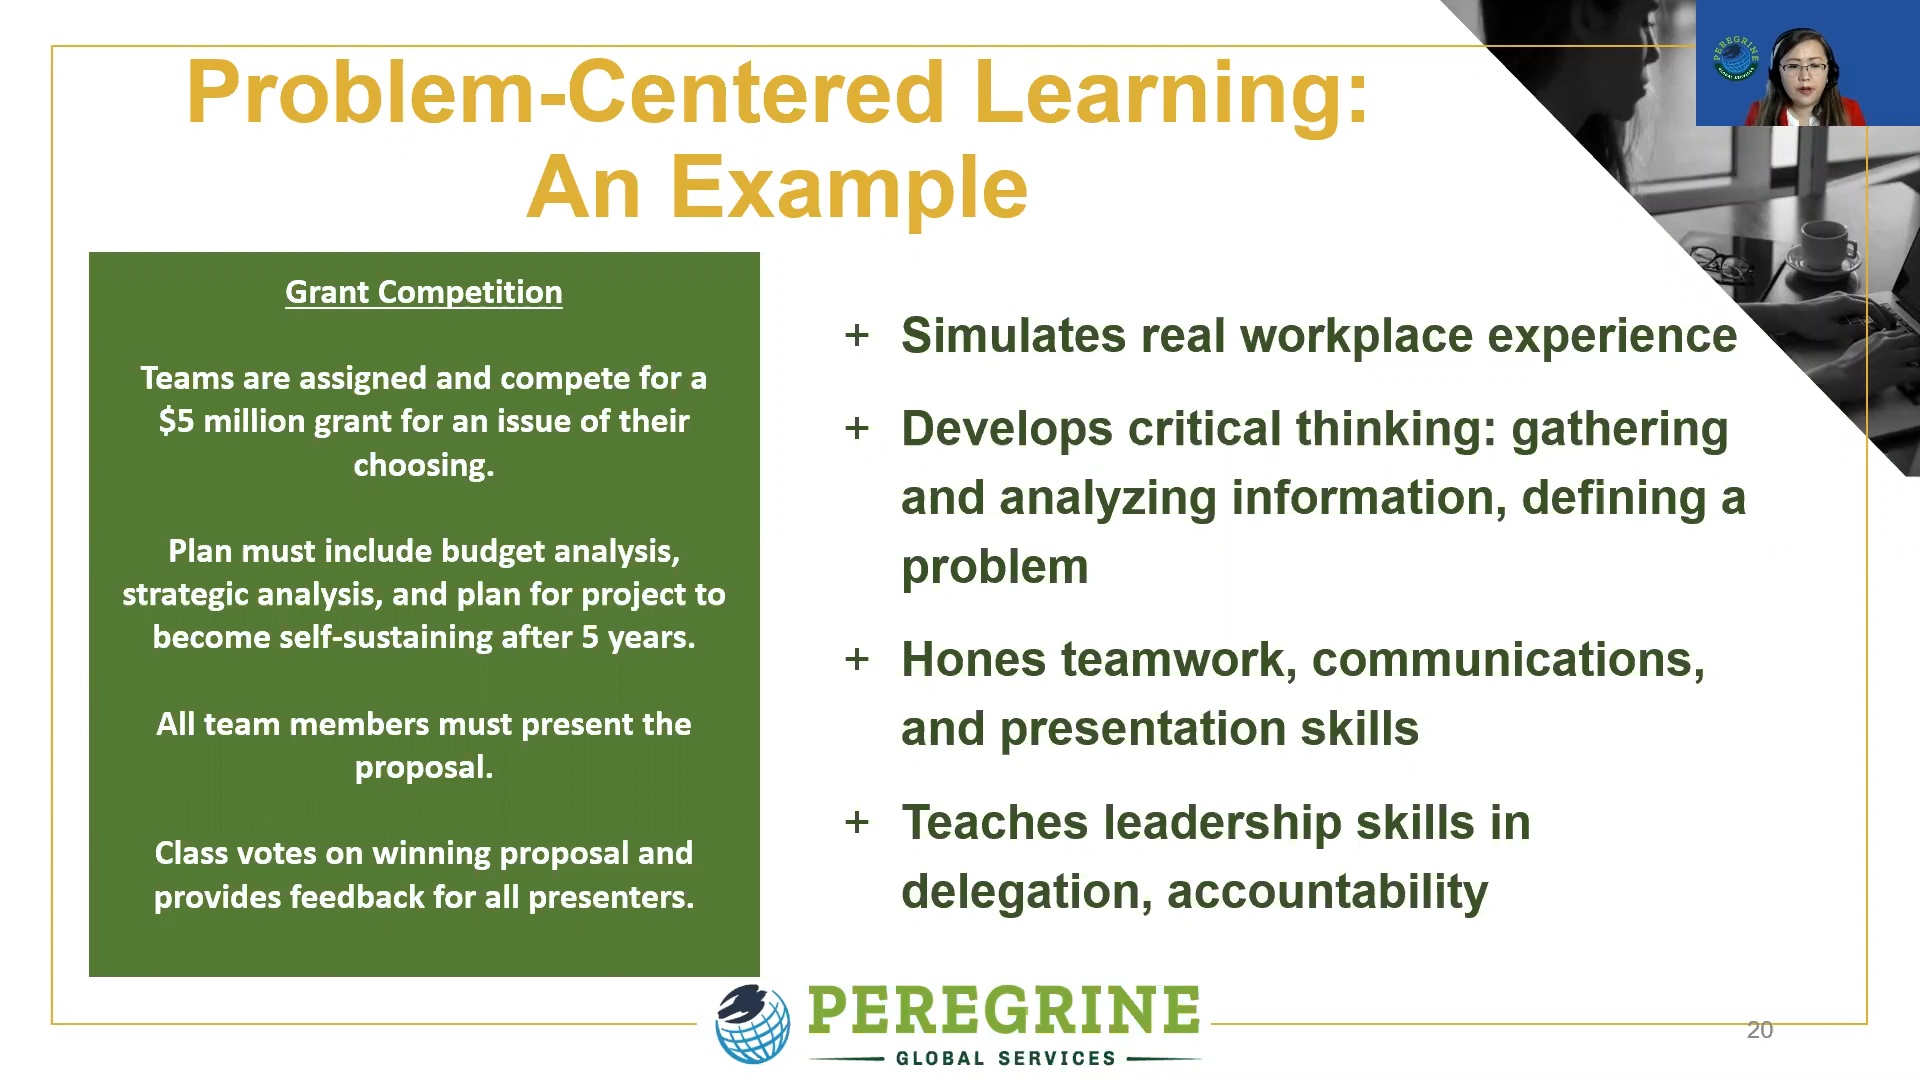 Problem-Centered Learning:
An Example
Grant Competition
Teams are assigned and compete for a
$5 million grant for an issue of their
choosing.
Plan must include budget analysis,
strategic analysis, and plan for project to
become self-sustaining after 5 years.
All team members must present the
proposal.
Class votes on winning proposal and
provides feedback for all presenters.
+ Simulates real workplace experience
+ Develops critical thinking: gathering
and analyzing information, defining a
problem
+ Hones teamwork, communications,
and presentation skills
+ Teaches leadership skills in
delegation, accountability
PEREGRINE
GLOBAL SERVICES
20
PEREGRINE
GLOBAL SERVICES